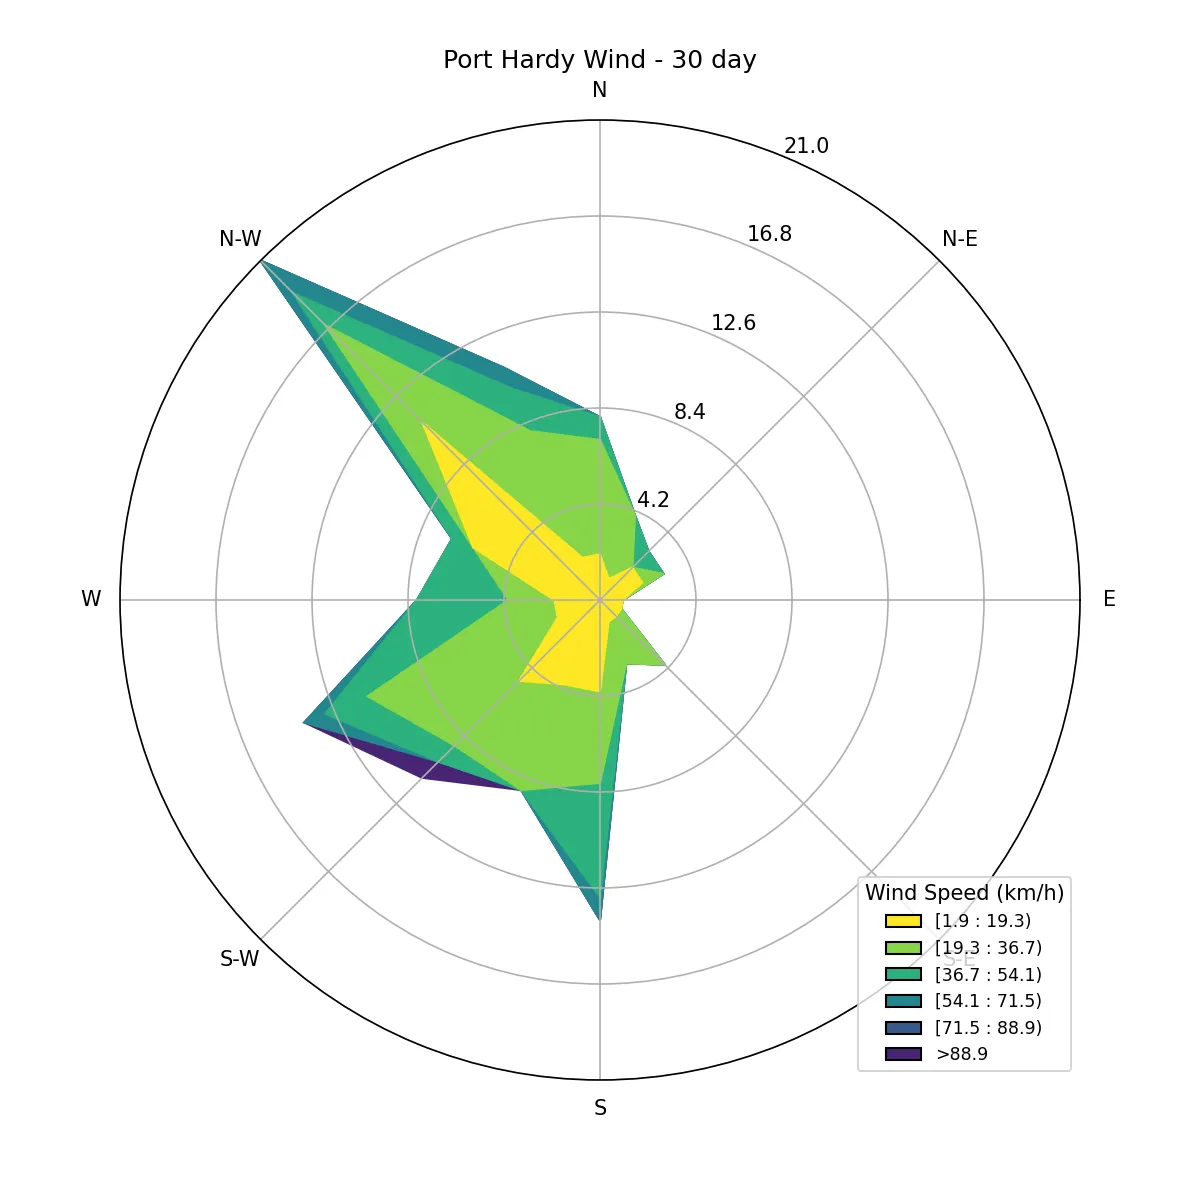 Port Hardy Wind - 30 day
N
21.0
16.8
N-W
N-E
12.6
8.4
4.2
W
E
Wind Speed (km/h)
[1.9 : 19.3)
[19.3 : 36.7)
S-W
S-E
[36.7 : 54.1)
[54.1 : 71.5)
[71.5 : 88.9)
>88.9
S